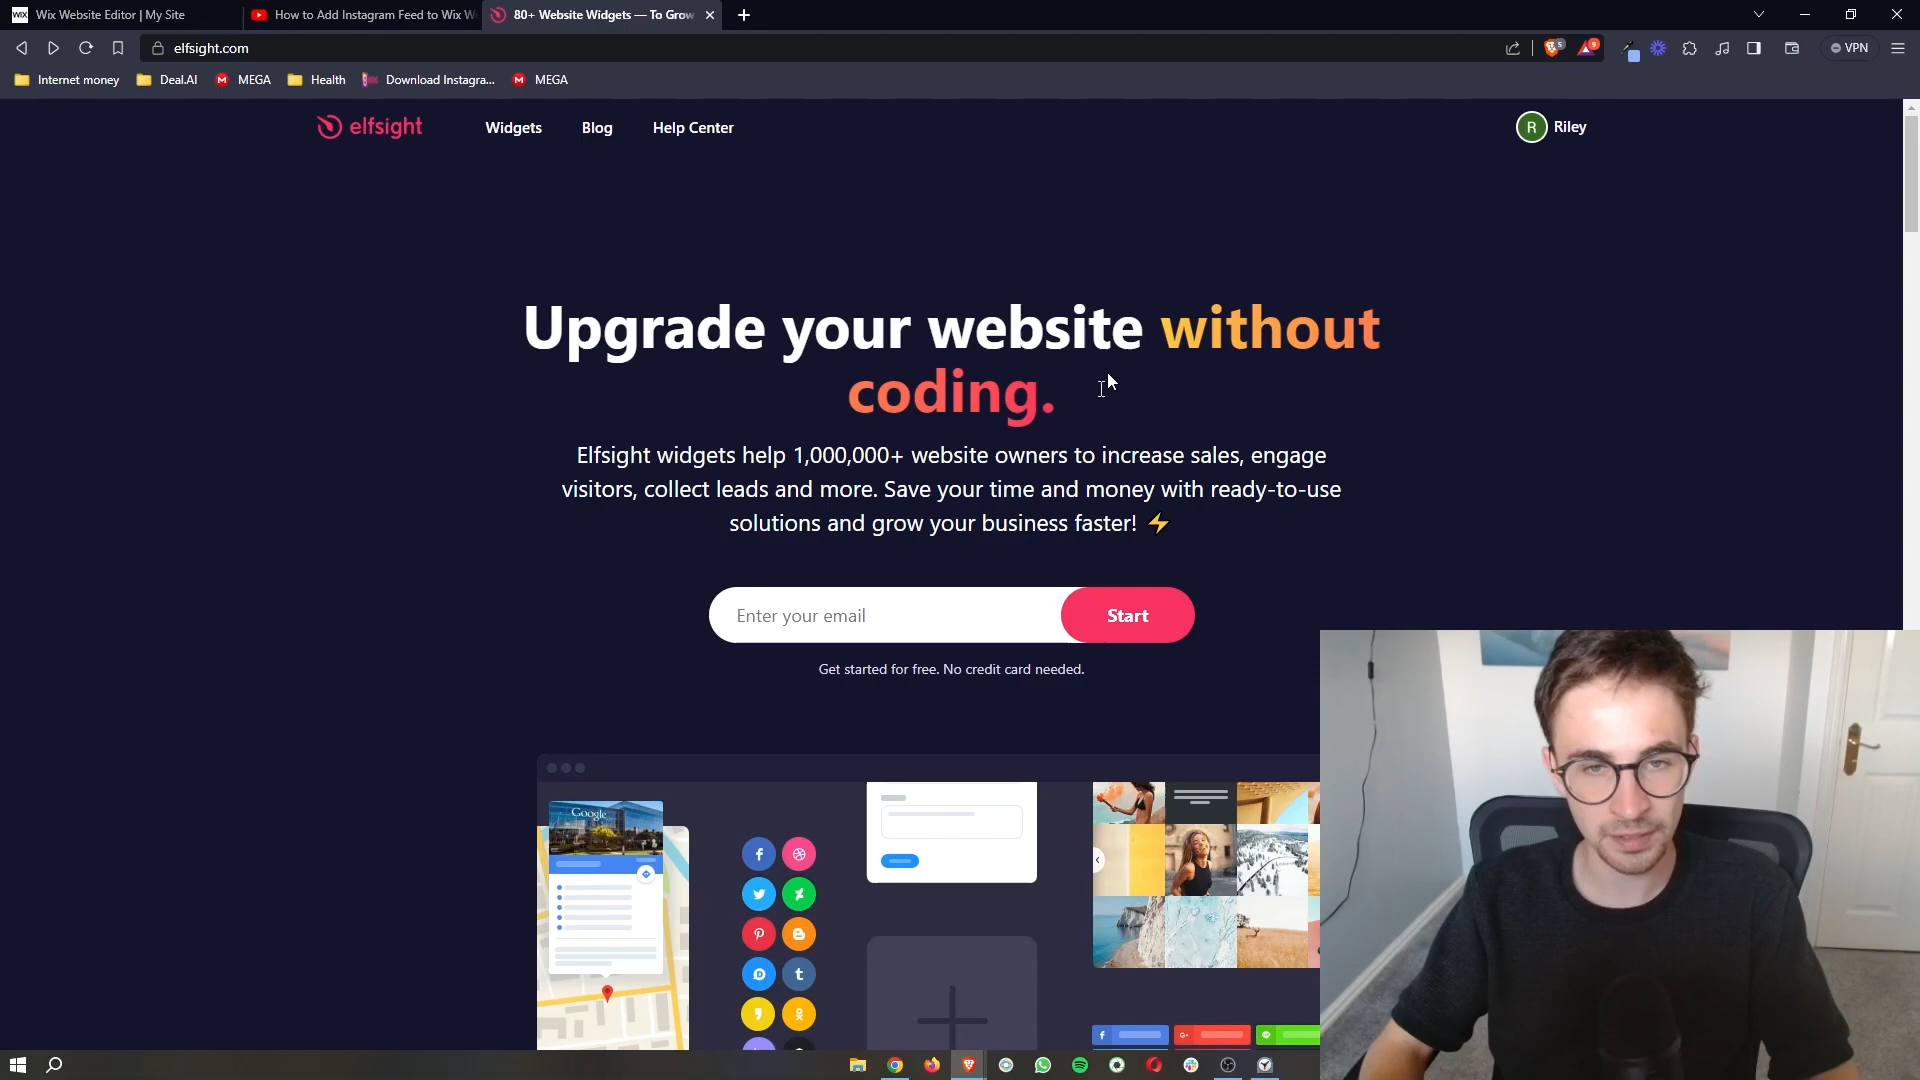 Wix Website Editor | My Site
How to Add Instagram Feed to Wix W
80+ Website Widgets — To Grow
elfsight.com
VPN
Internet money
Deal.AI
MEGA
Health
Download Instagra...
MEGA
elfsight
Widgets
Blog
Help Center
R
Riley
Upgrade your website without
coding.
Elfsight widgets help 1,000,000+ website owners to increase sales, engage
visitors, collect leads and more. Save your time and money with ready-to-use
solutions and grow your business faster! ⚡
Enter your email
Start
Get started for free. No credit card needed.
Google